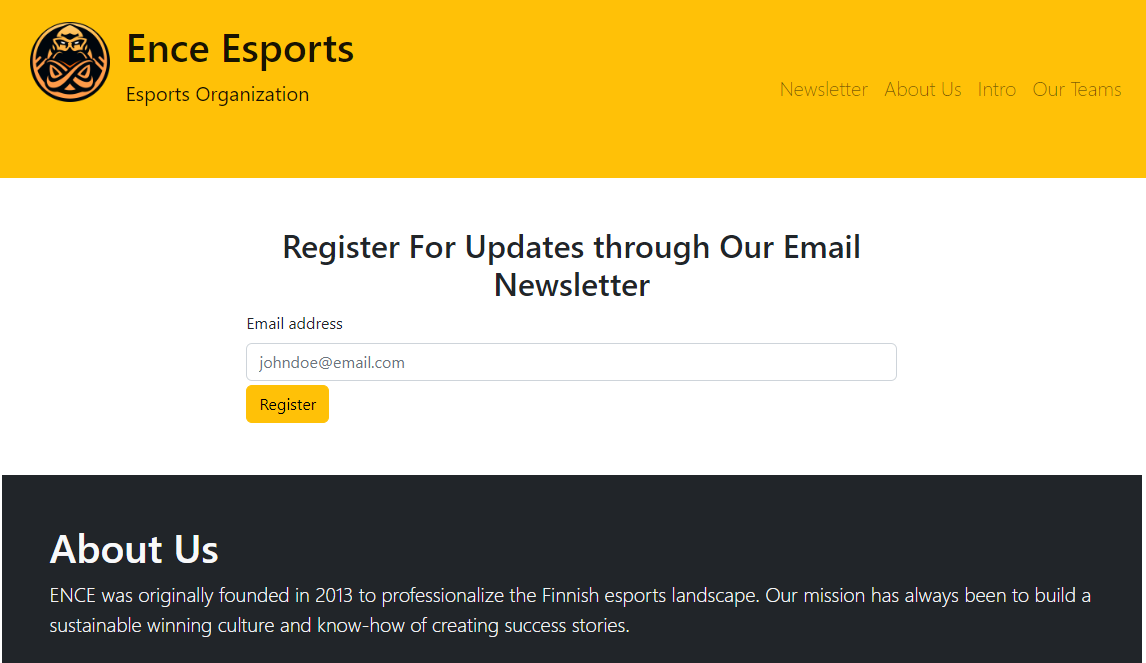 Ence Esports
Esports Organization
Newsletter About Us Intro Our Teams
Register For Updates through Our Email
Newsletter
Email address
johndoe@email.com
Register
About Us
ENCE was originally founded in 2013 to professionalize the Finnish esports landscape. Our mission has always been to build a
sustainable winning culture and know-how of creating success stories.